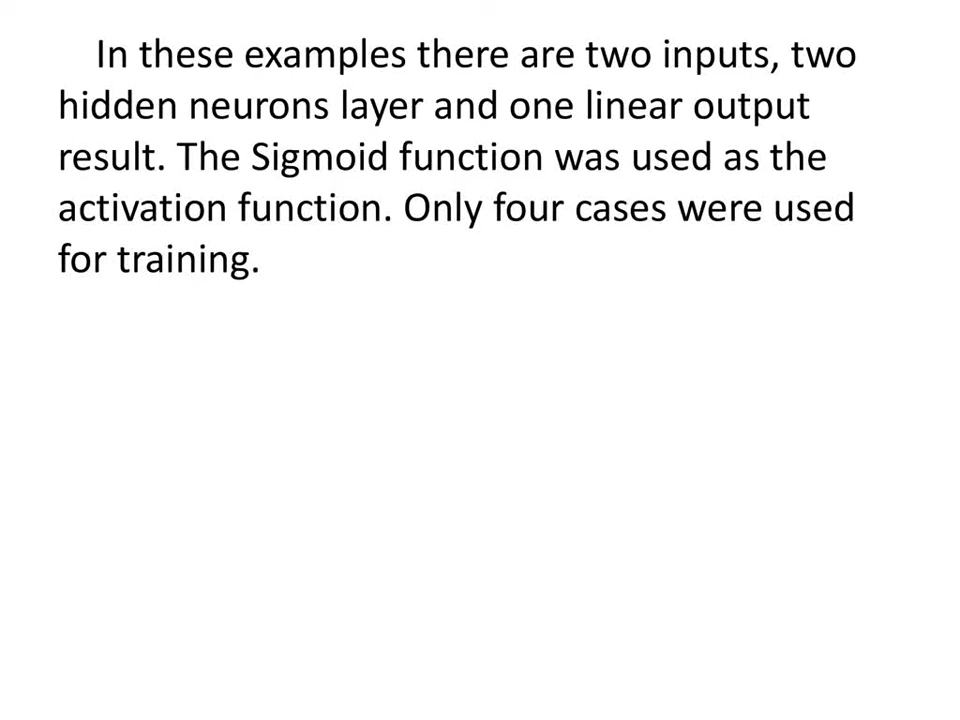 In these examples there are two inputs, two
hidden neurons layer and one linear output
result. The Sigmoid function was used as the
activation function. Only four cases were used
for training.